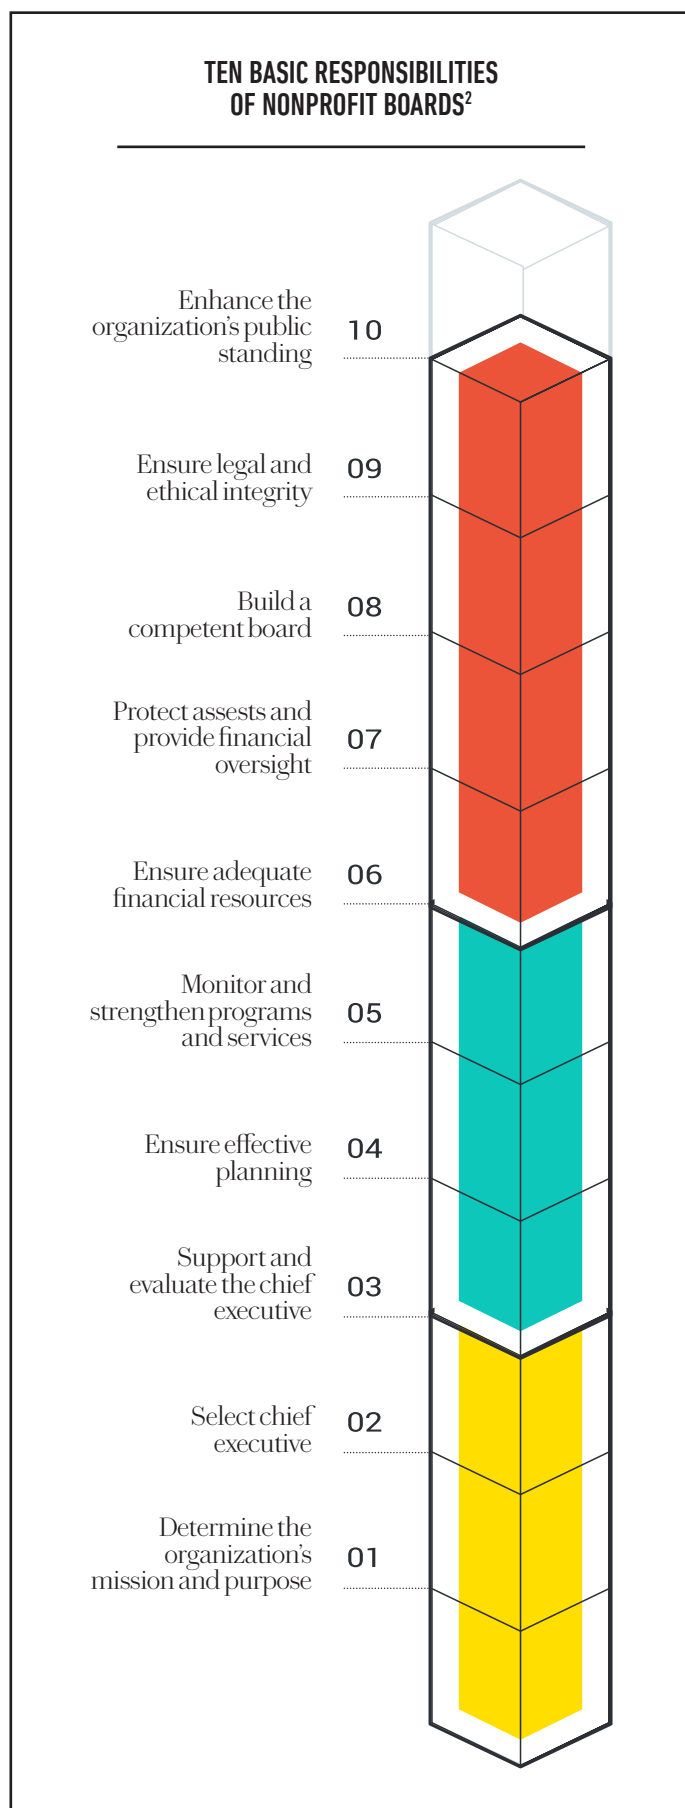 TEN BASIC RESPONSIBILITIES
OF NONPROFIT BOARDS²
Enhance the
organization's public
standing
10
Ensure legal and
ethical integrity
09
Build a
competent board
08
Protect assests and
provide financial
oversight
07
Ensure adequate
financial resources
06
Monitor and
strengthen programs
and services
05
Ensure effective
planning
04
Support and
evaluate the chief
executive
03
Select chief
executive
02
Determine the
organization's
mission and purpose
01